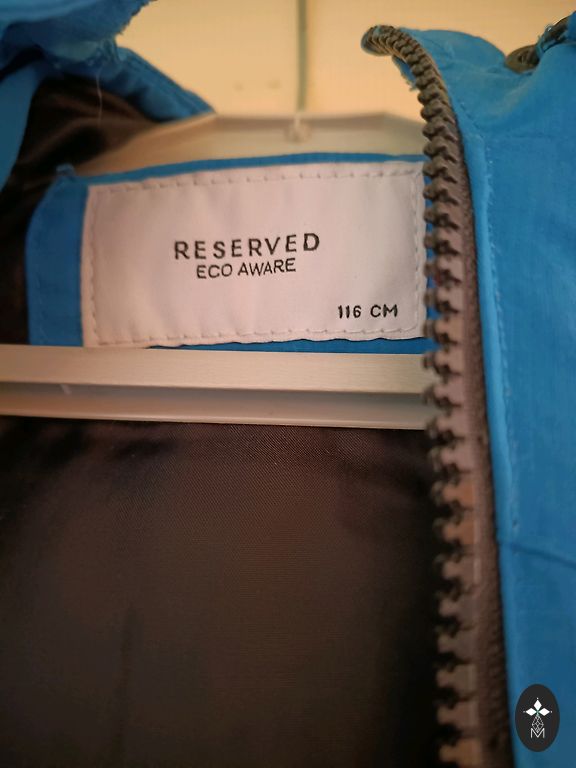 RESERVED
ECO AWARE
116 CM
M